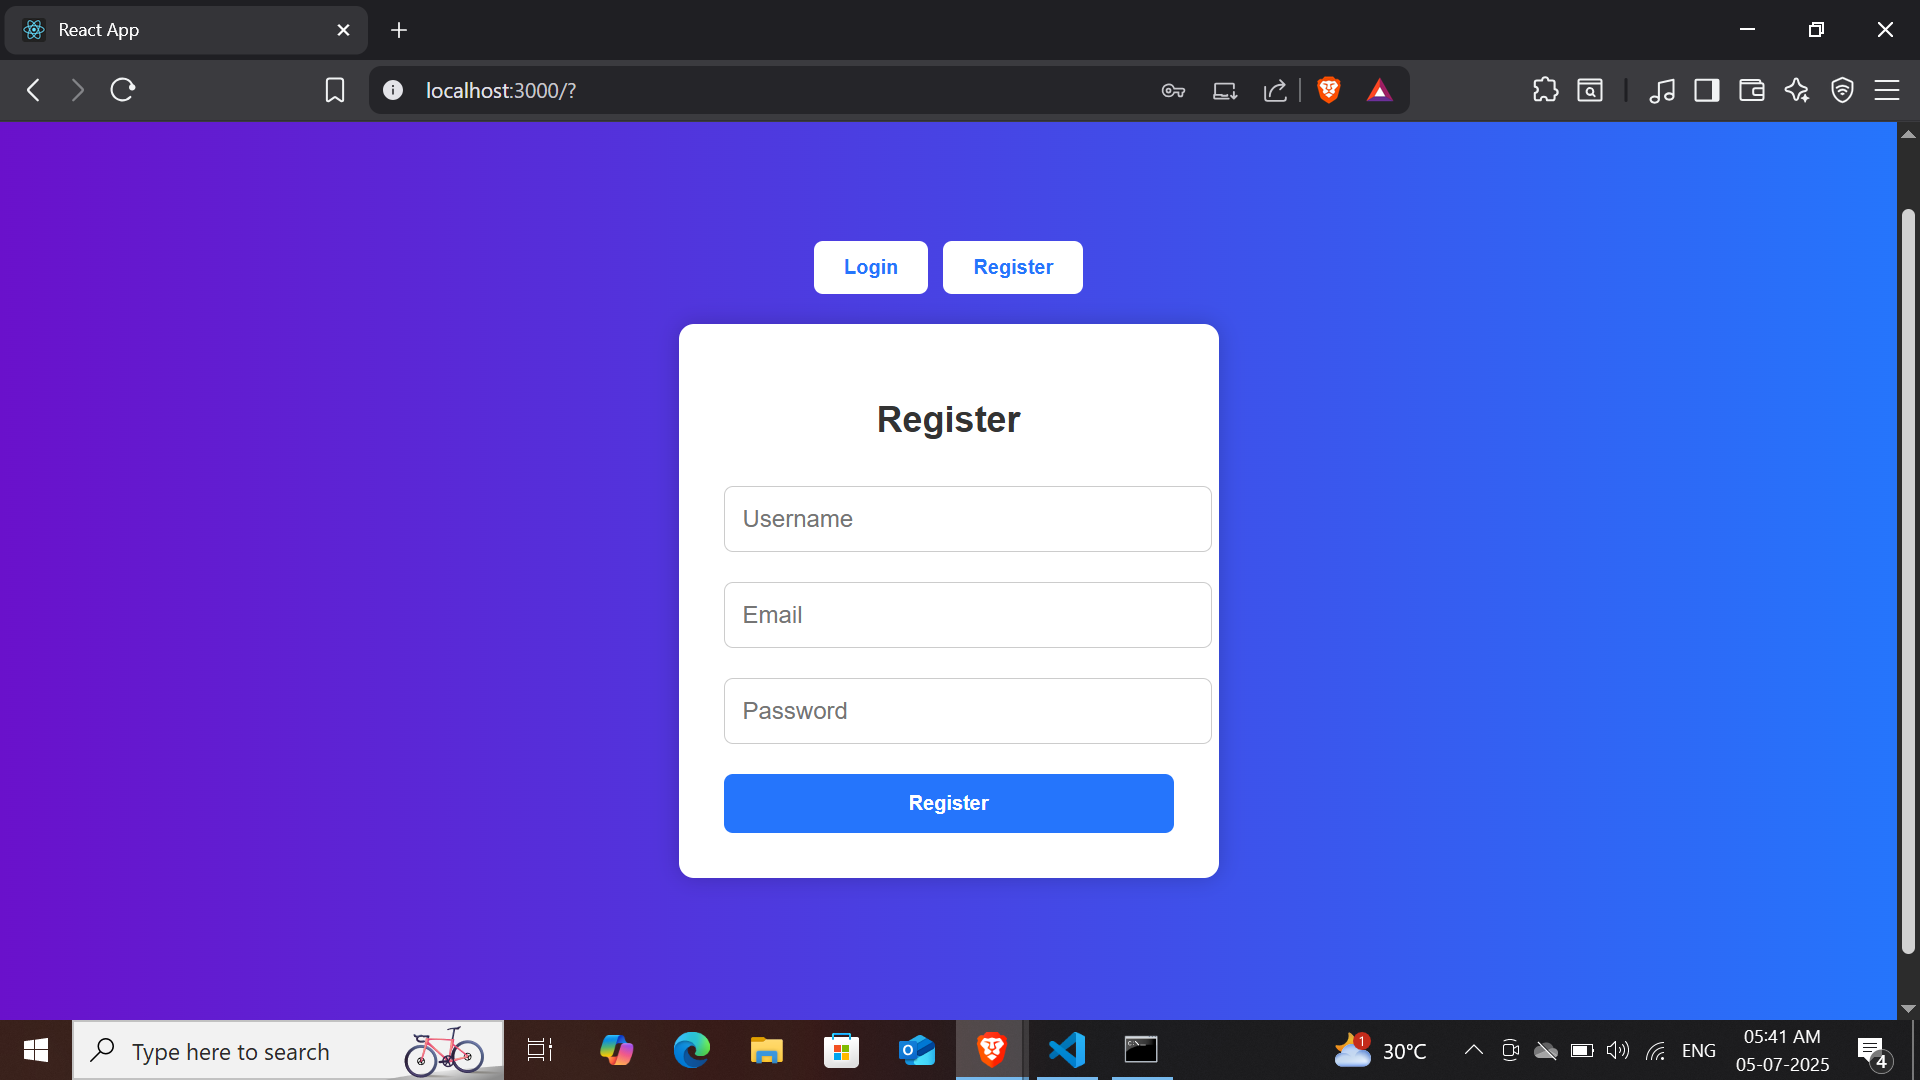 React App
localhost:3000/?
Login
Register
Register
Username
Email
Password
Register
Type here to search
1
30°C
ENG
05:41 AM
05-07-2025
4